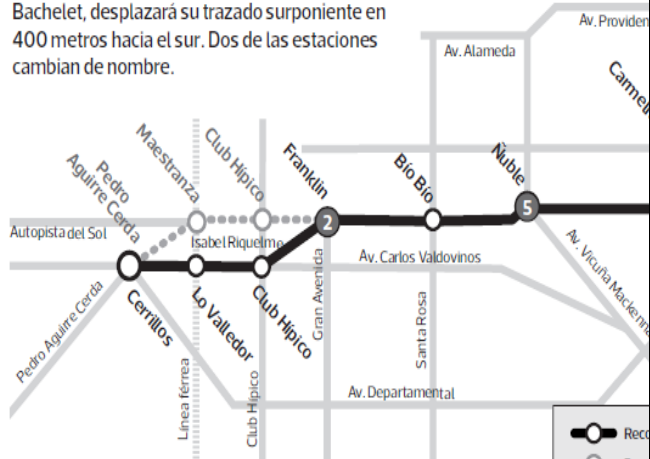 Bachelet, desplazará su trazado surponiente en
400 metros hacia el sur. Dos de las estaciones
cambian de nombre.
Av. Providen
Av. Alameda
Carmel
Maestranza
Club Hípico
Franklin
Bío Bío
Ñuble
Pedro
Aguirre Cerda
2
5
Autopista del Sol
Isabel Riquelme
Av. Carlos Valdovinos
Av. Vicuña Mackenn
Gran Avenida
Santa Rosa
Pedro Aguirre Cerda
Cerrillos
Lo Valledor
Club Hípico
Línea férrea
Club Hípico
Av. Departamental
Reco